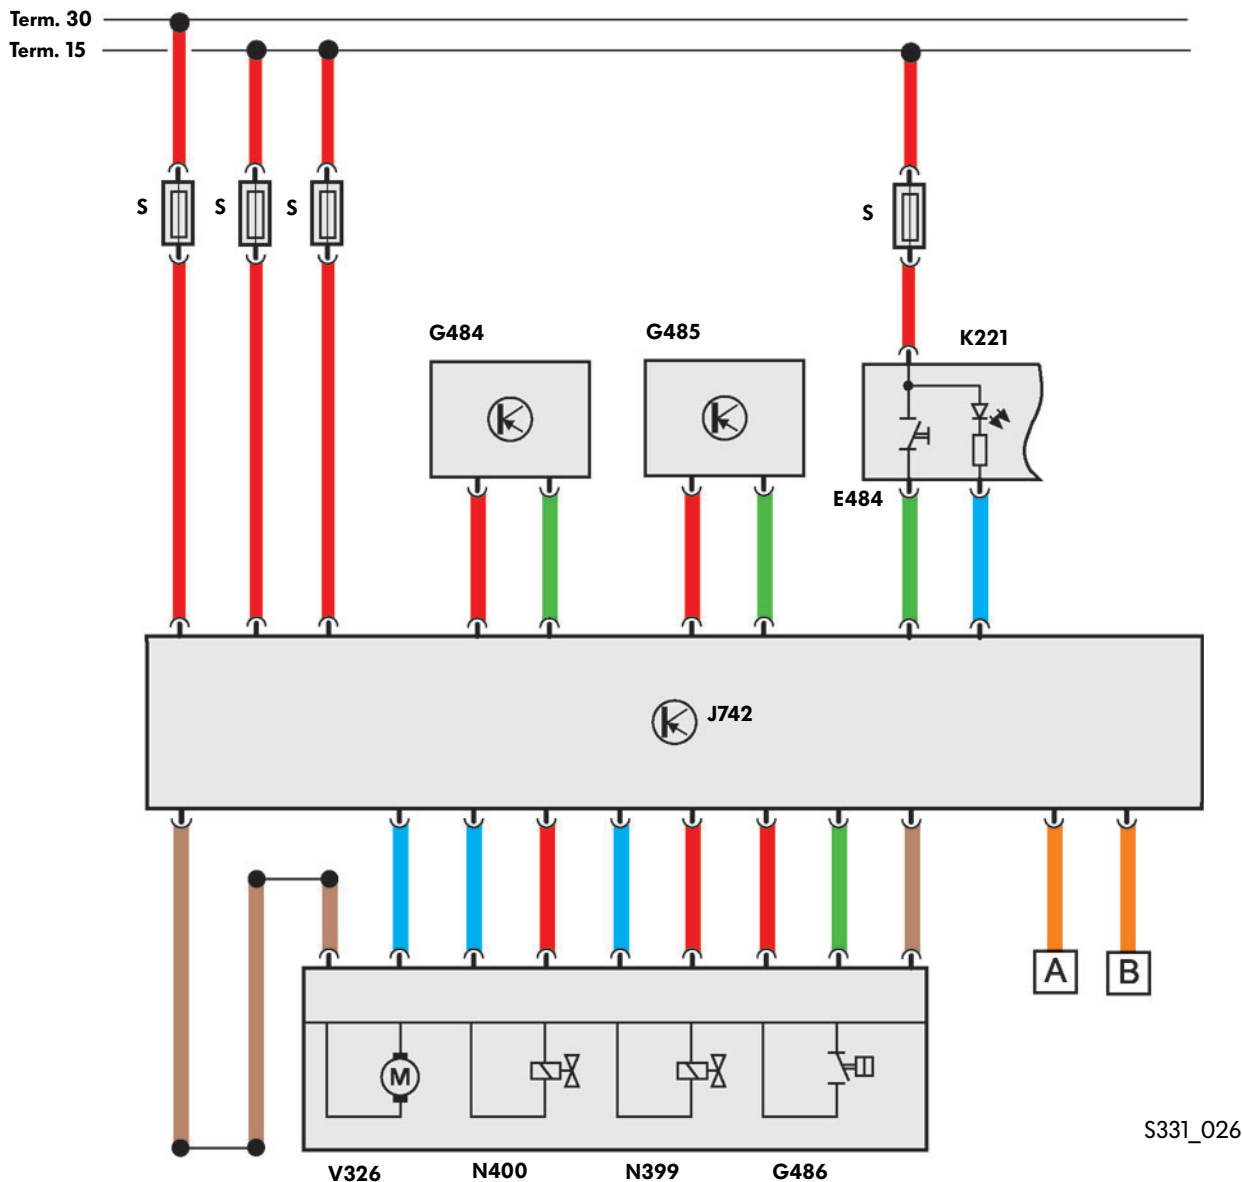 Term. 30
Term. 15
S S S S
G484 G485 K221
E484
J742
A B
M
S331_026
V326 N400 N399 G486